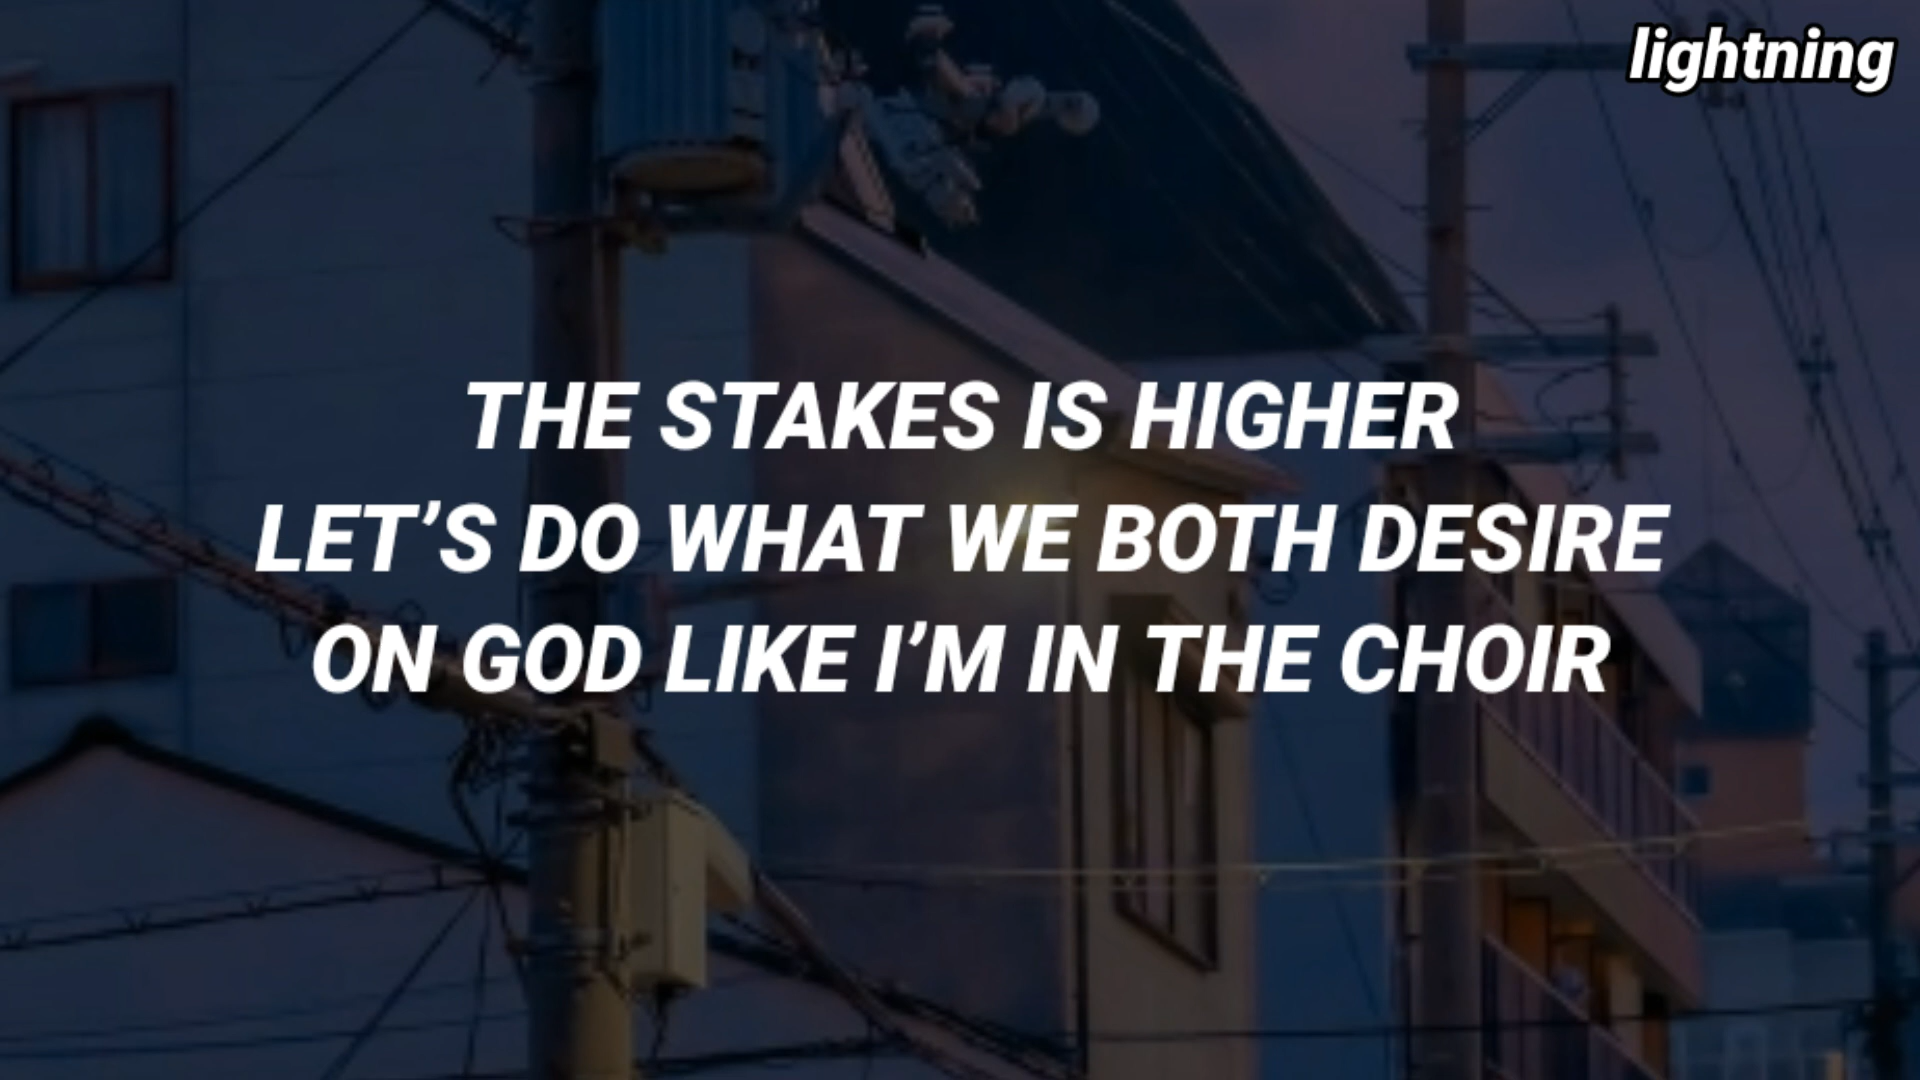 lightning
THE STAKES IS HIGHER
LET’S DO WHAT WE BOTH DESIRE
ON GOD LIKE I’M IN THE CHOIR